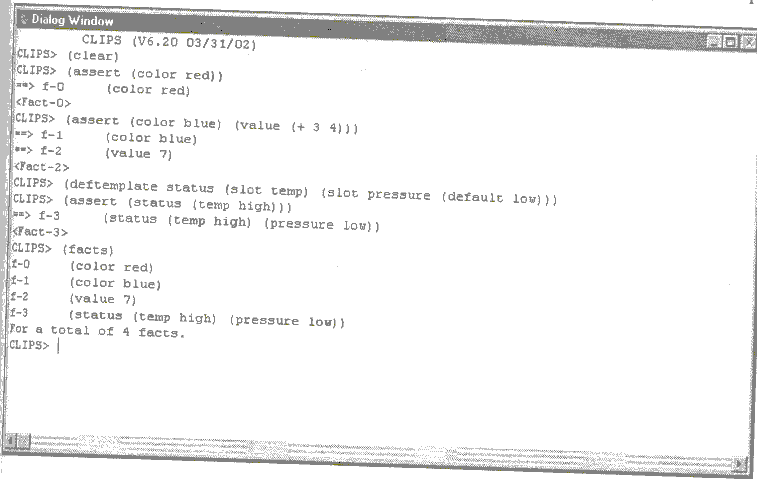 Dialog Window
CLIPS (V6.20 03/31/02)
CLIPS> (clear)
CLIPS> (assert (color red))
==> f-0 (color red)
<Fact-0>
CLIPS> (assert (color blue) (value (+ 3 4)))
==> f-1 (color blue)
==> f-2 (value 7)
<Fact-2>
CLIPS> (deftemplate status (slot temp) (slot pressure (default low)))
CLIPS> (assert (status (temp high)))
==> f-3 (status (temp high) (pressure low))
<Fact-3>
CLIPS> (facts)
f-0 (color red)
f-1 (color blue)
f-2 (value 7)
f-3 (status (temp high) (pressure low))
For a total of 4 facts.
CLIPS>